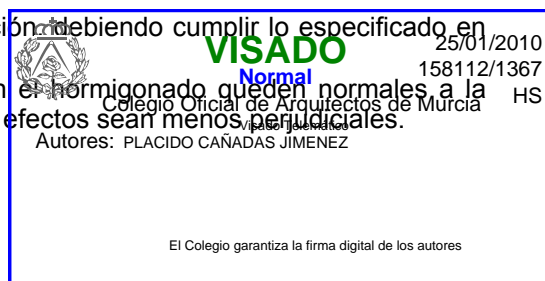 ción, debiendo cumplir lo especificado en
VISADO
25/01/2010
Normal
158112/1367
n el hormigonado queden normales a la
Colegio Oficial de Arquitectos de Murcia
HS
efectos sean menos perjudiciales.
Visado Telemático
Autores: PLACIDO CAÑADAS JIMENEZ
El Colegio garantiza la firma digital de los autores